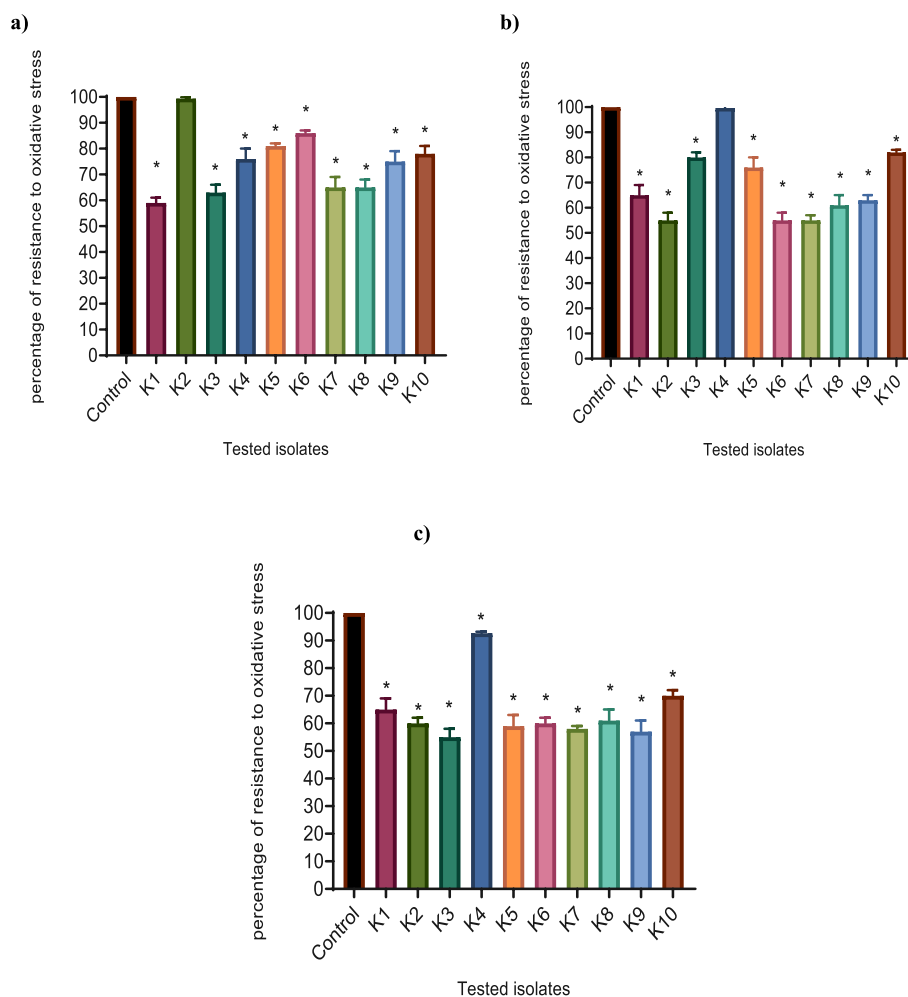 a)
percentage of resistance to oxidative stress
100
90
80
70
60
50
40
30
20
10
0
* * * * * * * * *
Control K1 K2 K3 K4 K5 K6 K7 K8 K9 K10
Tested isolates
b)
percentage of resistance to oxidative stress
100
90
80
70
60
50
40
30
20
10
0
* * * * * * * * *
Control K1 K2 K3 K4 K5 K6 K7 K8 K9 K10
Tested isolates
c)
percentage of resistance to oxidative stress
100
90
80
70
60
50
40
30
20
10
0
* * * * * * * * * *
Control K1 K2 K3 K4 K5 K6 K7 K8 K9 K10
Tested isolates